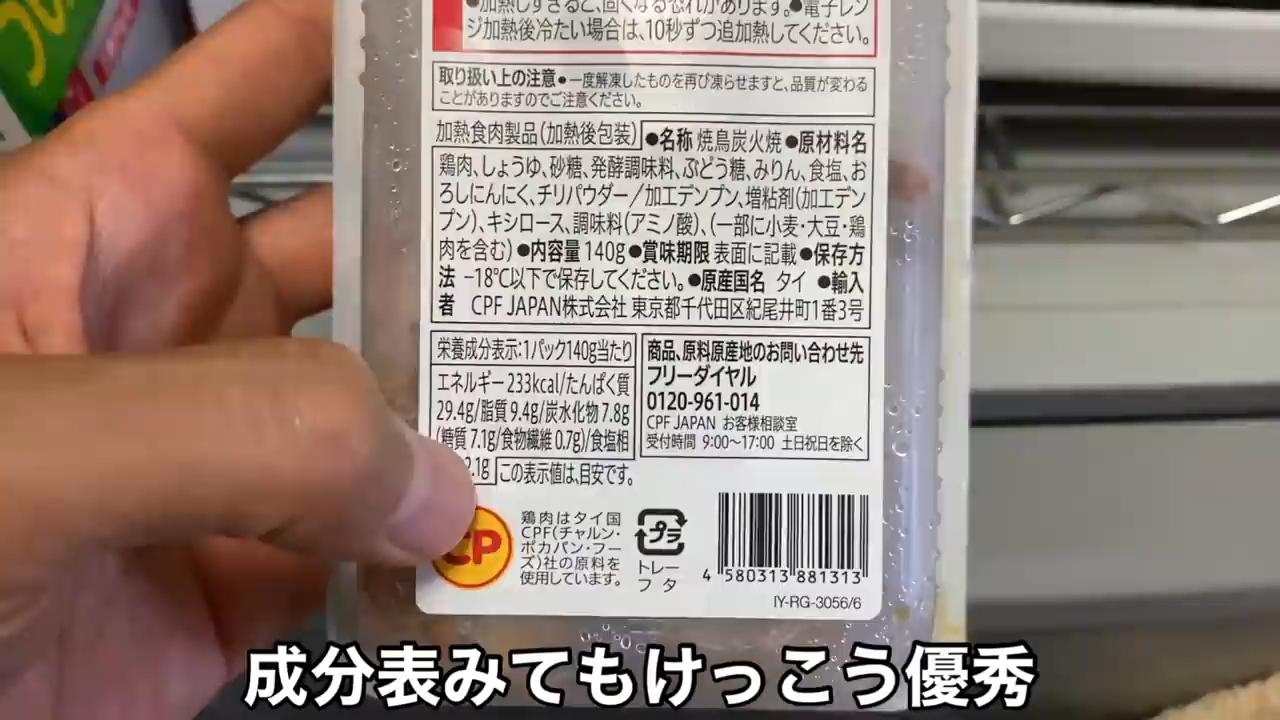 ●加熱しすぎると、固くなる恐れがあります。●電子レン
ジ加熱後冷たい場合は、10秒ずつ追加熱してください。
取り扱い上の注意●一度解凍したものを再び凍らせますと、品質が変わる
ことがありますのでご注意ください。
加熱食肉製品(加熱後包装) ●名称 焼鳥炭火焼 ●原材料名
鶏肉、しょうゆ、砂糖、発酵調味料、ぶどう糖、みりん、食塩、お
ろしにんにく、チリパウダー/加工デンプン、増粘剤(加工デン
プン)、キシロース、調味料(アミノ酸)、(一部に小麦・大豆・鶏
肉を含む) ●内容量 140g ●賞味期限 表面に記載 ●保存方
法 -18℃以下で保存してください。 ●原産国名 タイ ●輸入
者 CPF JAPAN株式会社 東京都千代田区紀尾井町1番3号
栄養成分表示:1パック140g当たり
エネルギー233kcal/たんぱく質
29.4g/脂質9.4g/炭水化物7.8g
(糖質7.1g/食物繊維0.7g)/食塩相
2.1g この表示値は、目安です。
商品、原料原産地のお問い合わせ先
フリーダイヤル
0120-961-014
CPF JAPAN お客様相談室
受付時間 9:00〜17:00 土日祝日を除く
CP
鶏肉はタイ国
CPF(チャルン・
ポカパン・フー
ズ)社の原料を
使用しています。
プラ
トレー
フタ
4 580313 881313
IY-RG-3056/6
成分表みてもけっこう優秀